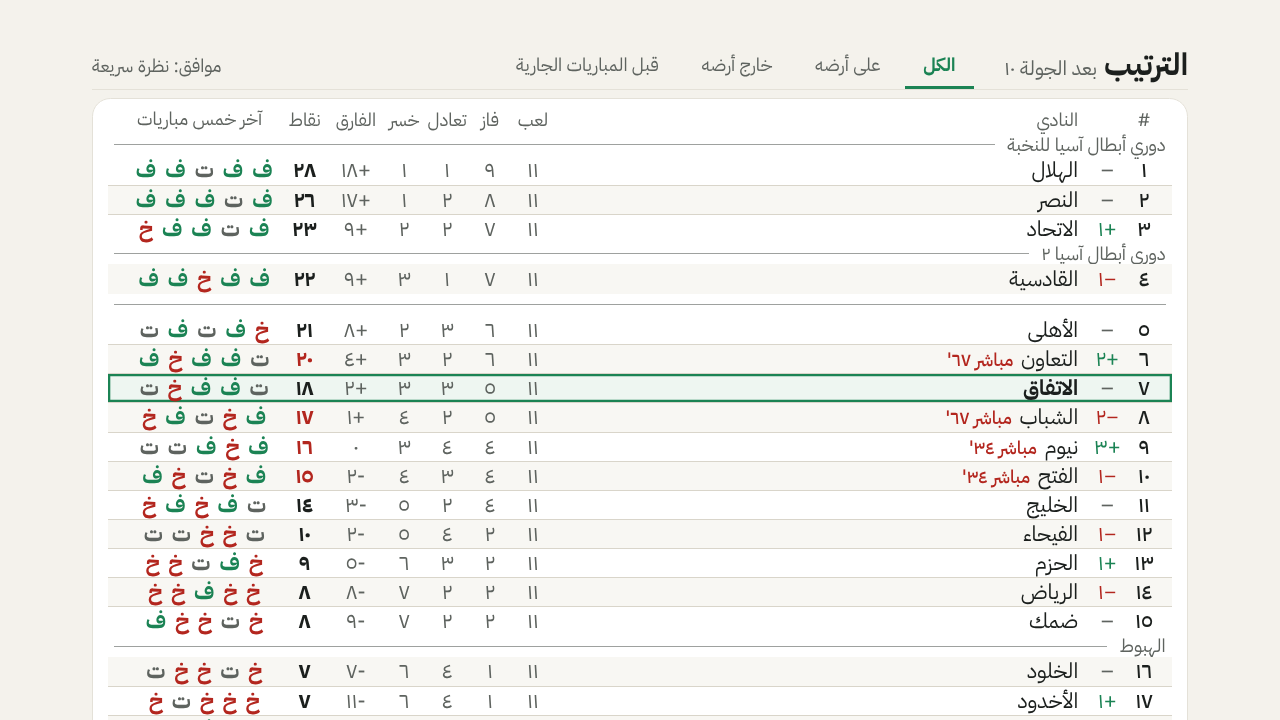 الترتيب بعد الجولة ١٠ الكل على أرضه خارج أرضه قبل المباريات الجارية موافق: نظرة سريعة
# النادي لعب فاز تعادل خسر الفارق نقاط آخر خمس مباريات
دوري أبطال آسيا للنخبة
١ – الهلال ١١ ٩ ١ ١ +١٨ ٢٨ ف ف ت ف ف
٢ – النصر ١١ ٨ ٢ ١ +١٧ ٢٦ ف ت ف ف ف
٣ +١ الاتحاد ١١ ٧ ٢ ٢ +٩ ٢٣ ف ت ف ف خ
دوري أبطال آسيا ٢
٤ –١ القادسية ١١ ٧ ١ ٣ +٩ ٢٢ ف ف خ ف ف
٥ – الأهلي ١١ ٦ ٣ ٢ +٨ ٢١ خ ف ت ف ت
٦ +٢ التعاون مباشر ٦٧' ١١ ٦ ٢ ٣ +٤ ٢٠ ت ف ف خ ف
٧ – الاتفاق ١١ ٥ ٣ ٣ +٢ ١٨ ت ف ف خ ت
٨ –٢ الشباب مباشر ٦٧' ١١ ٥ ٢ ٤ +١ ١٧ ف خ ت ف خ
٩ +٣ نيوم مباشر ٣٤' ١١ ٤ ٤ ٣ ٠ ١٦ ف خ ف ت ت
١٠ –١ الفتح مباشر ٣٤' ١١ ٤ ٣ ٤ -٢ ١٥ ف خ ت خ ف
١١ – الخليج ١١ ٤ ٢ ٥ -٣ ١٤ ت ف خ ف خ
١٢ –١ الفيحاء ١١ ٢ ٤ ٥ -٢ ١٠ ت خ خ ت ت
١٣ +١ الحزم ١١ ٢ ٣ ٦ -٥ ٩ خ ف ت خ خ
١٤ –١ الرياض ١١ ٢ ٢ ٧ -٨ ٨ خ خ ف خ خ
١٥ – ضمك ١١ ٢ ٢ ٧ -٩ ٨ خ ت خ خ ف
الهبوط
١٦ – الخلود ١١ ١ ٤ ٦ -٧ ٧ خ ت خ خ ت
١٧ +١ الأخدود ١١ ١ ٤ ٦ -١١ ٧ خ خ خ ت خ